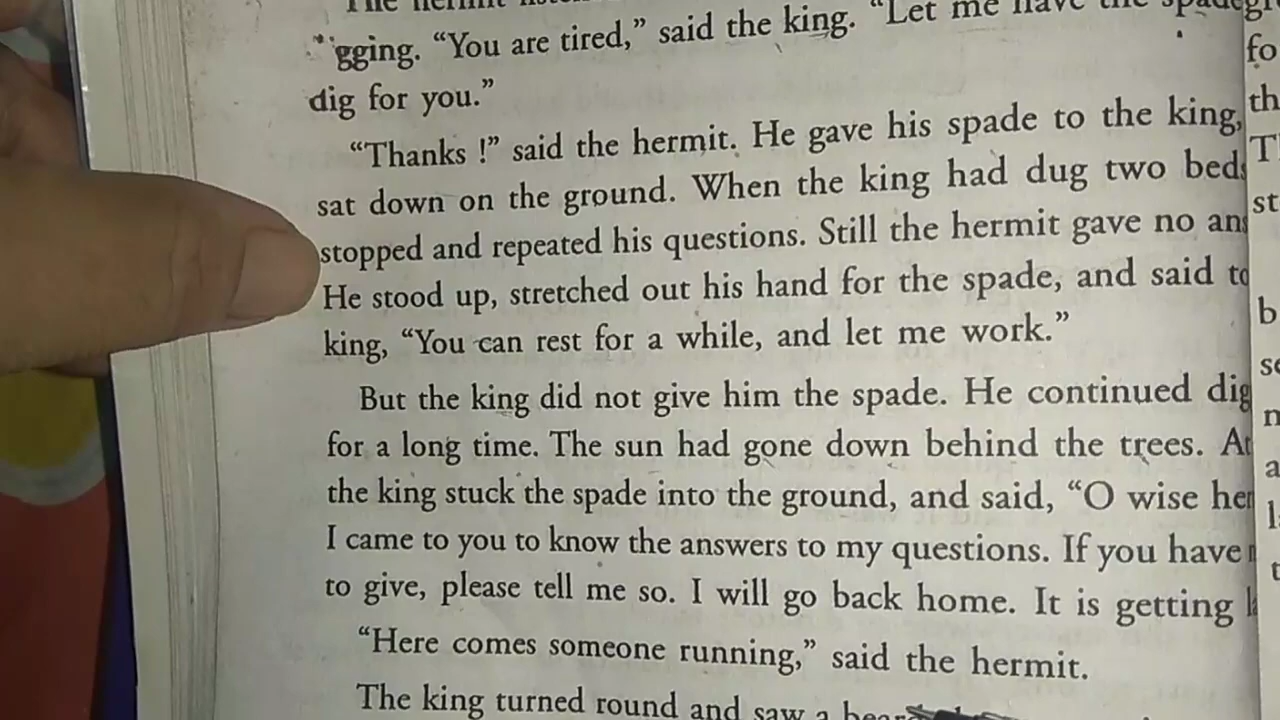 The hermit
gging. “You are tired,” said the king. “Let me have the spade
dig for you.”
“Thanks !” said the hermit. He gave his spade to the king,
sat down on the ground. When the king had dug two beds
stopped and repeated his questions. Still the hermit gave no ans
He stood up, stretched out his hand for the spade, and said to
king, “You can rest for a while, and let me work.”
But the king did not give him the spade. He continued dig
for a long time. The sun had gone down behind the trees. At
the king stuck the spade into the ground, and said, “O wise her
I came to you to know the answers to my questions. If you have
to give, please tell me so. I will go back home. It is getting
“Here comes someone running,” said the hermit.
The king turned round and saw a
fo
th
T
st
b
n
a